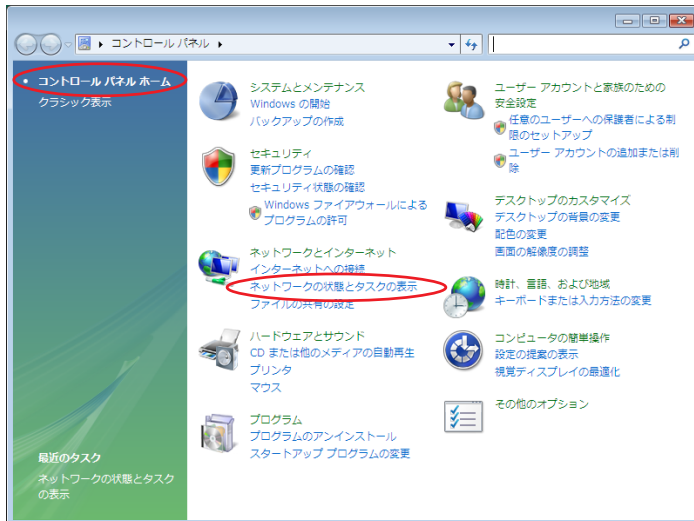 コントロール パネル
コントロール パネル ホーム
クラシック表示
システムとメンテナンス
Windows の開始
バックアップの作成
セキュリティ
更新プログラムの確認
セキュリティ状態の確認
Windows ファイアウォールによる
プログラムの許可
ネットワークとインターネット
インターネットへの接続
ネットワークの状態とタスクの表示
ファイルの共有の設定
ハードウェアとサウンド
CD または他のメディアの自動再生
プリンタ
マウス
プログラム
プログラムのアンインストール
スタートアップ プログラムの変更
ユーザー アカウントと家族のための
安全設定
任意のユーザーへの保護者による制
限のセットアップ
ユーザー アカウントの追加または削
除
デスクトップのカスタマイズ
デスクトップの背景の変更
配色の変更
画面の解像度の調整
時計、言語、および地域
キーボードまたは入力方法の変更
コンピュータの簡単操作
設定の提案の表示
視覚ディスプレイの最適化
その他のオプション
最近のタスク
ネットワークの状態とタスク
の表示